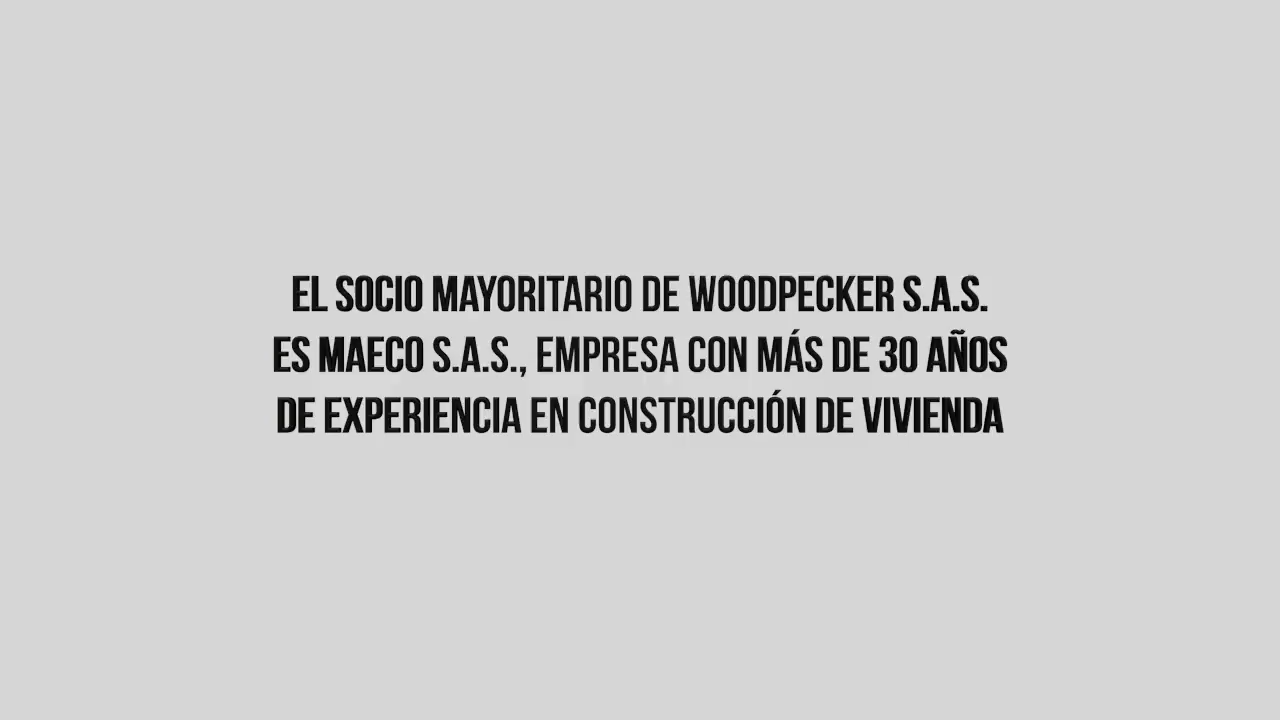 EL SOCIO MAYORITARIO DE WOODPECKER S.A.S.
ES MAECO S.A.S., EMPRESA CON MÁS DE 30 AÑOS
DE EXPERIENCIA EN CONSTRUCCIÓN DE VIVIENDA